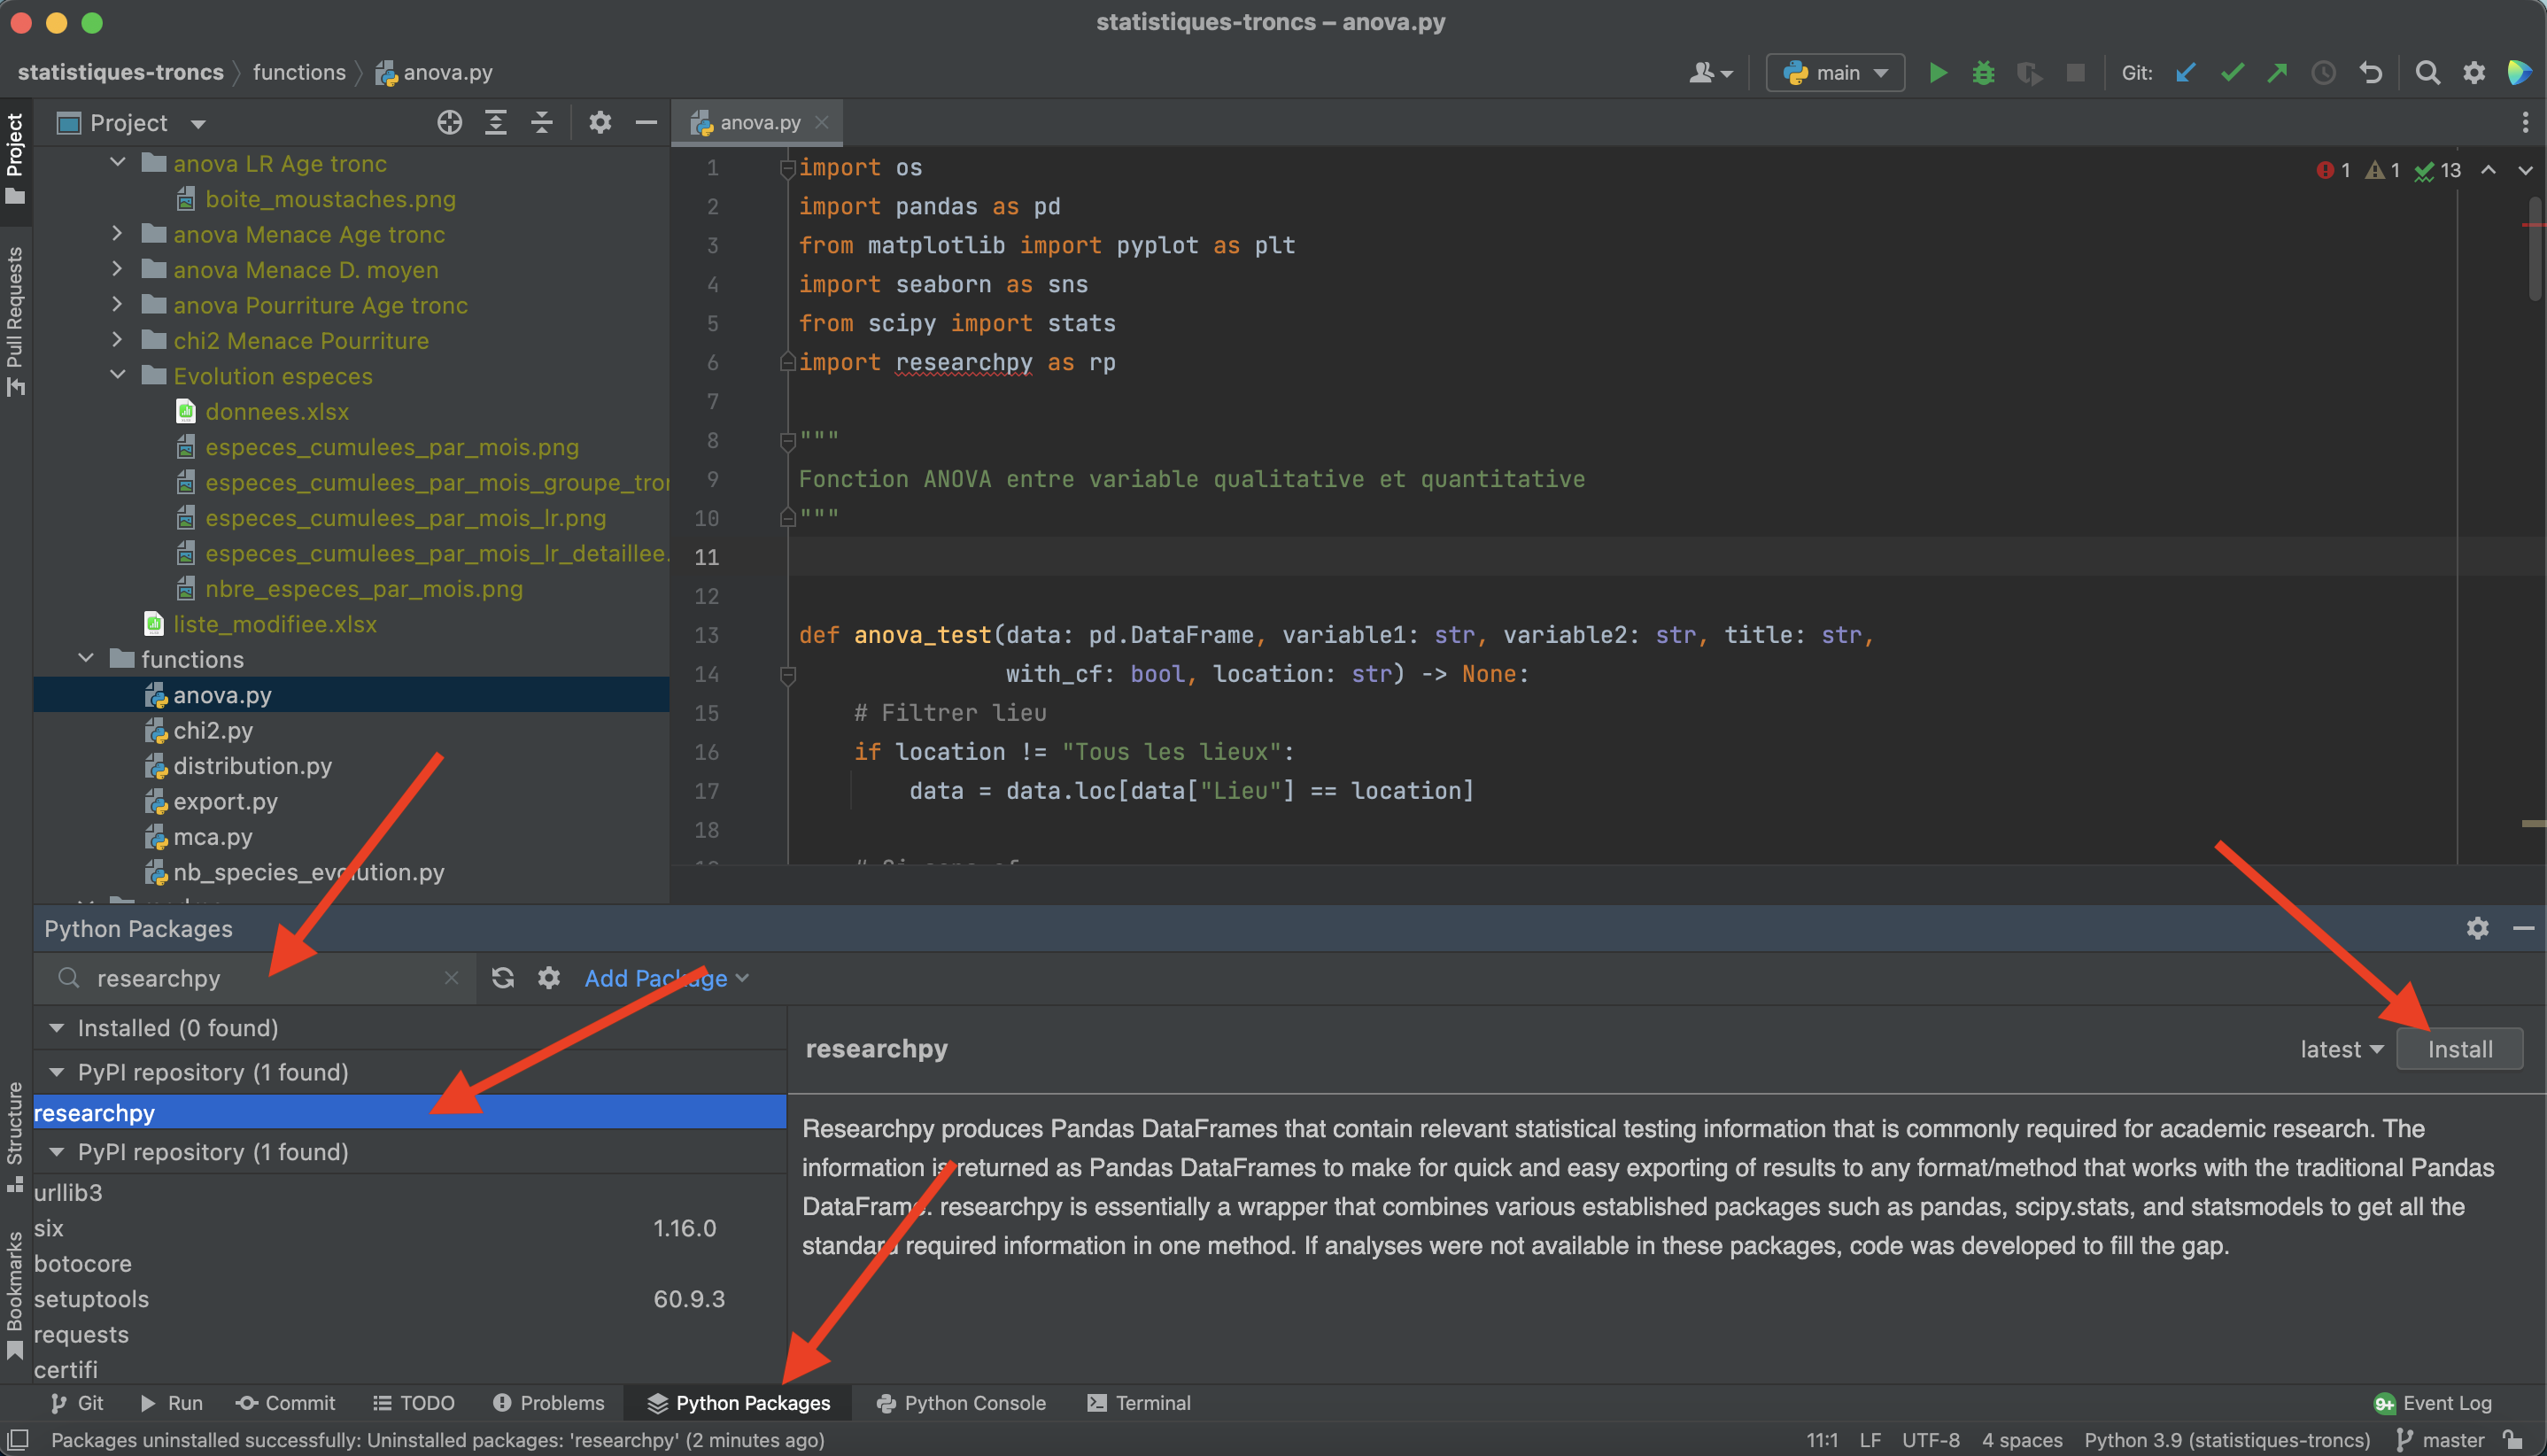 statistiques-troncs – anova.py
statistiques-troncs functions anova.py
main Git:
Project
anova.py
Project
Pull Requests
Structure
Bookmarks
anova LR Age tronc
boite_moustaches.png
anova Menace Age tronc
anova Menace D. moyen
anova Pourriture Age tronc
chi2 Menace Pourriture
Evolution especes
donnees.xlsx
especes_cumulees_par_mois.png
especes_cumulees_par_mois_groupe_tror
especes_cumulees_par_mois_lr.png
especes_cumulees_par_mois_lr_detaillee.
nbre_especes_par_mois.png
liste_modifiee.xlsx
functions
anova.py
chi2.py
distribution.py
export.py
mca.py
nb_species_evolution.py
1 1 13
1 import os
2 import pandas as pd
3 from matplotlib import pyplot as plt
4 import seaborn as sns
5 from scipy import stats
6 import researchpy as rp
7
8 """
9 Fonction ANOVA entre variable qualitative et quantitative
10 """
11
12
13 def anova_test(data: pd.DataFrame, variable1: str, variable2: str, title: str,
14 with_cf: bool, location: str) -> None:
15 # Filtrer lieu
16 if location != "Tous les lieux":
17 data = data.loc[data["Lieu"] == location]
18
Python Packages
researchpy Add Package
Installed (0 found)
PyPI repository (1 found)
researchpy
PyPI repository (1 found)
urllib3
six 1.16.0
botocore
setuptools 60.9.3
requests
certifi
researchpy latest Install
Researchpy produces Pandas DataFrames that contain relevant statistical testing information that is commonly required for academic research. The
information is returned as Pandas DataFrames to make for quick and easy exporting of results to any format/method that works with the traditional Pandas
DataFrame. researchpy is essentially a wrapper that combines various established packages such as pandas, scipy.stats, and statsmodels to get all the
standard required information in one method. If analyses were not available in these packages, code was developed to fill the gap.
Git Run Commit TODO Problems Python Packages Python Console Terminal 9+ Event Log
Packages uninstalled successfully: Uninstalled packages: 'researchpy' (2 minutes ago) 11:1 LF UTF-8 4 spaces Python 3.9 (statistiques-troncs) master